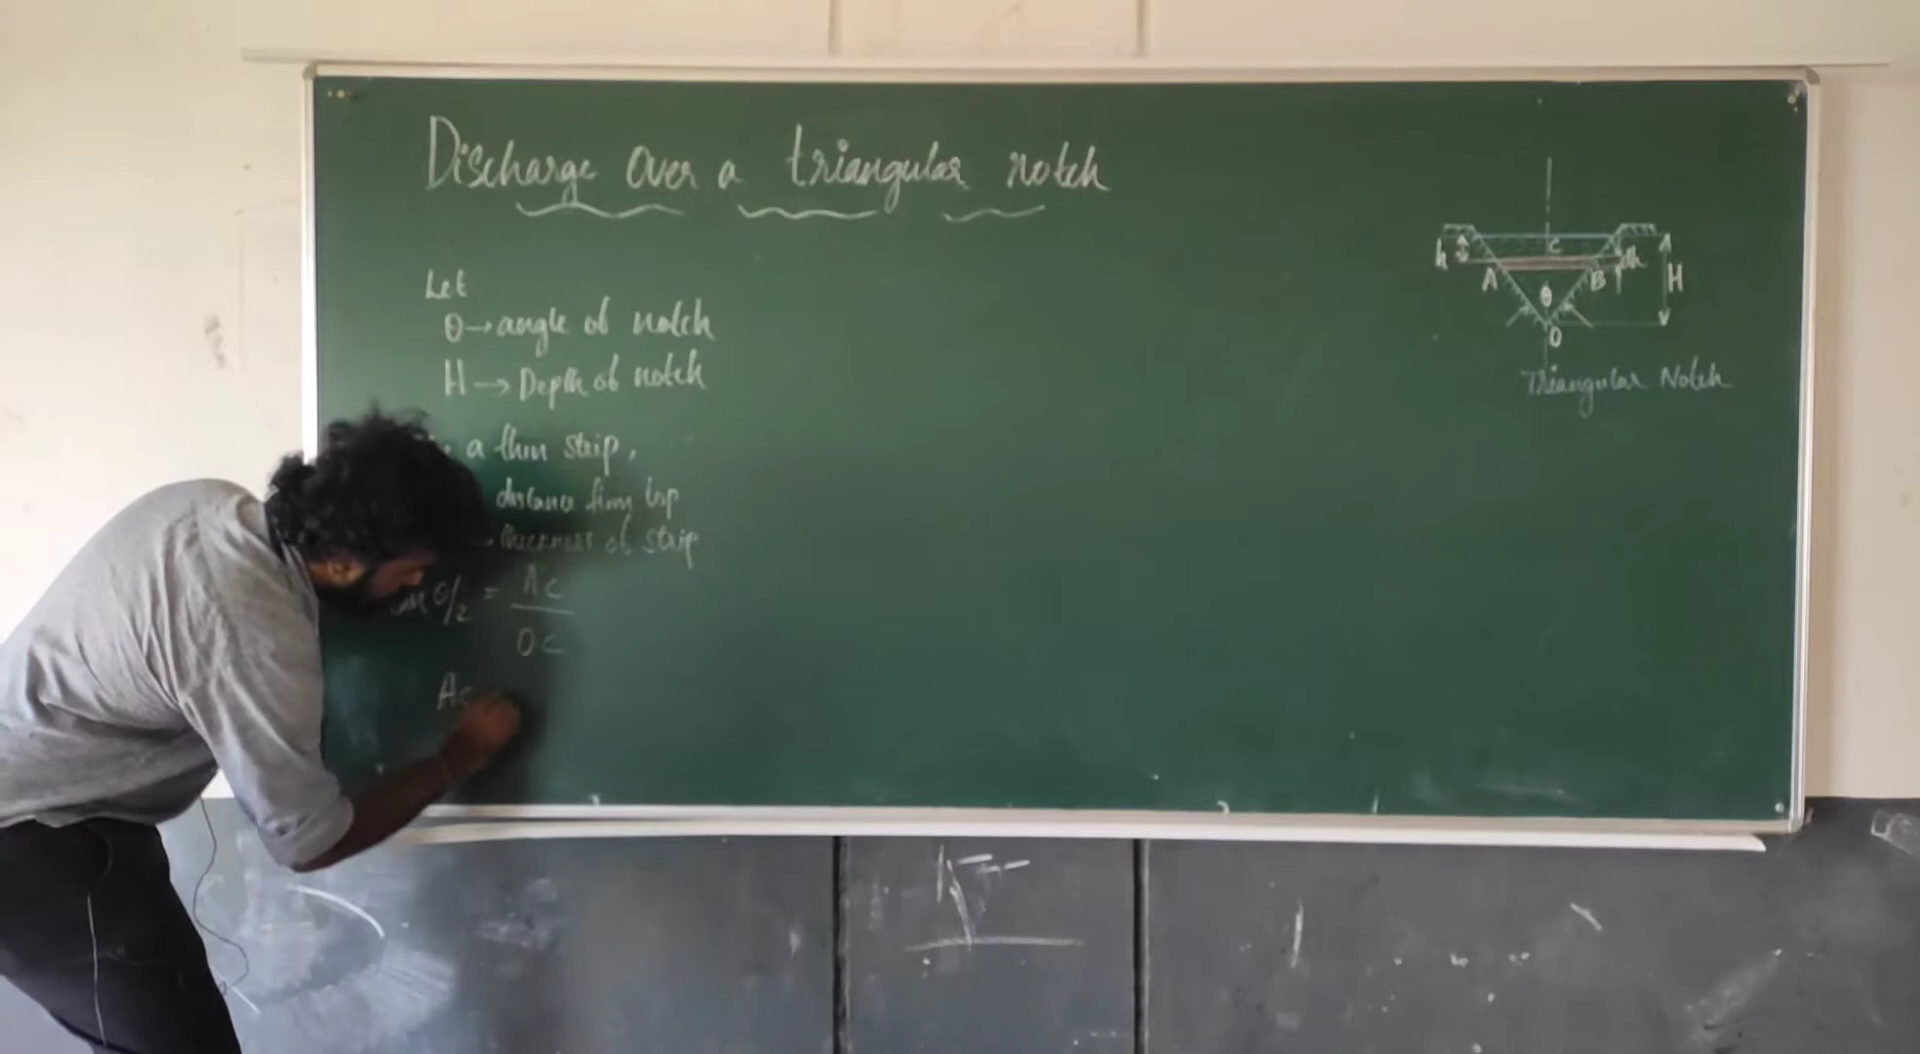 Discharge over a triangular notch
Let
θ → angle of notch
H → Depth of notch
a thin strip,
distance from top
thickness of strip
θ/2 = AC
OC
AC
h
C
A
B
dh
H
θ
O
Triangular Notch